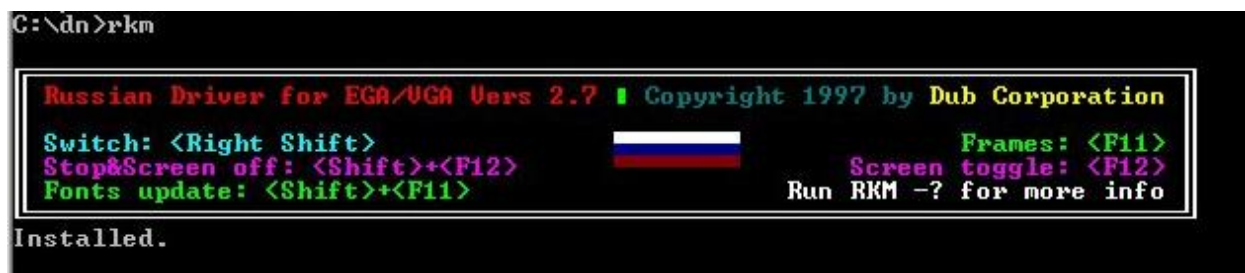 C:\dn>rkm
Russian Driver for EGA/VGA Vers 2.7 Copyright 1997 by Dub Corporation
Switch: <Right Shift> Frames: <F11>
Stop&Screen off: <Shift>+<F12> Screen toggle: <F12>
Fonts update: <Shift>+<F11> Run RKM -? for more info
Installed.